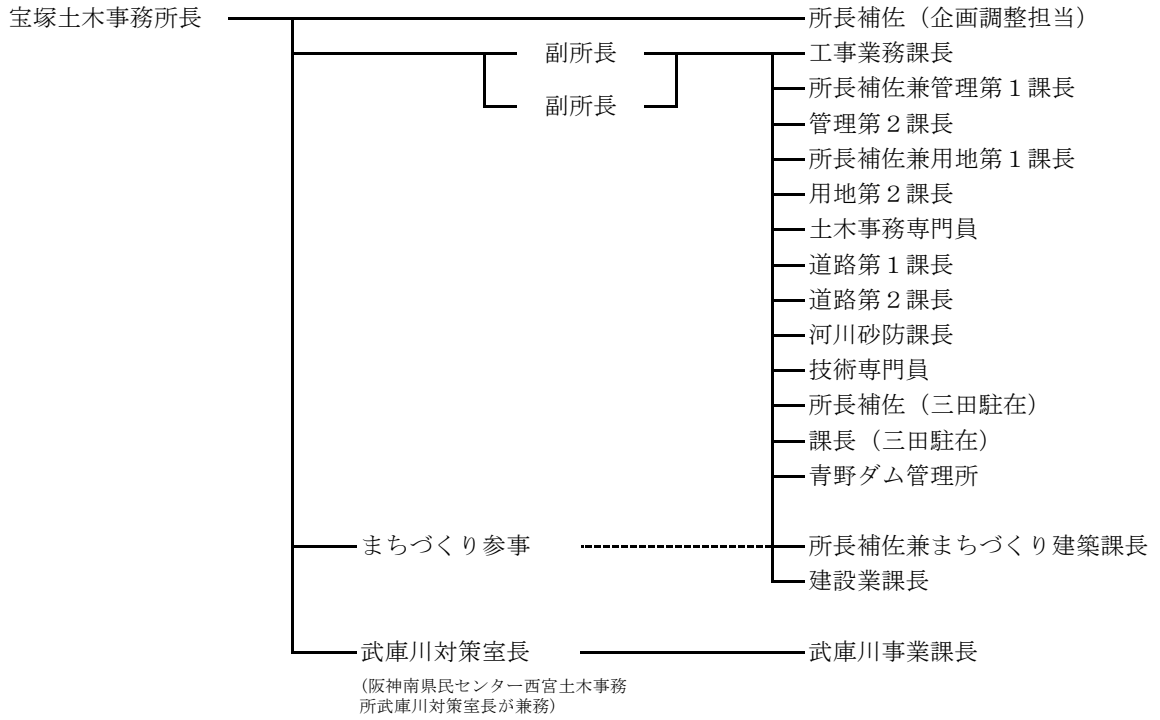 宝塚土木事務所長
所長補佐（企画調整担当）
副所長
工事業務課長
所長補佐兼管理第１課長
副所長
管理第２課長
所長補佐兼用地第１課長
用地第２課長
土木事務専門員
道路第１課長
道路第２課長
河川砂防課長
技術専門員
所長補佐（三田駐在）
課長（三田駐在）
青野ダム管理所
まちづくり参事
所長補佐兼まちづくり建築課長
建設業課長
武庫川対策室長
武庫川事業課長
(阪神南県民センター西宮土木事務
所武庫川対策室長が兼務)